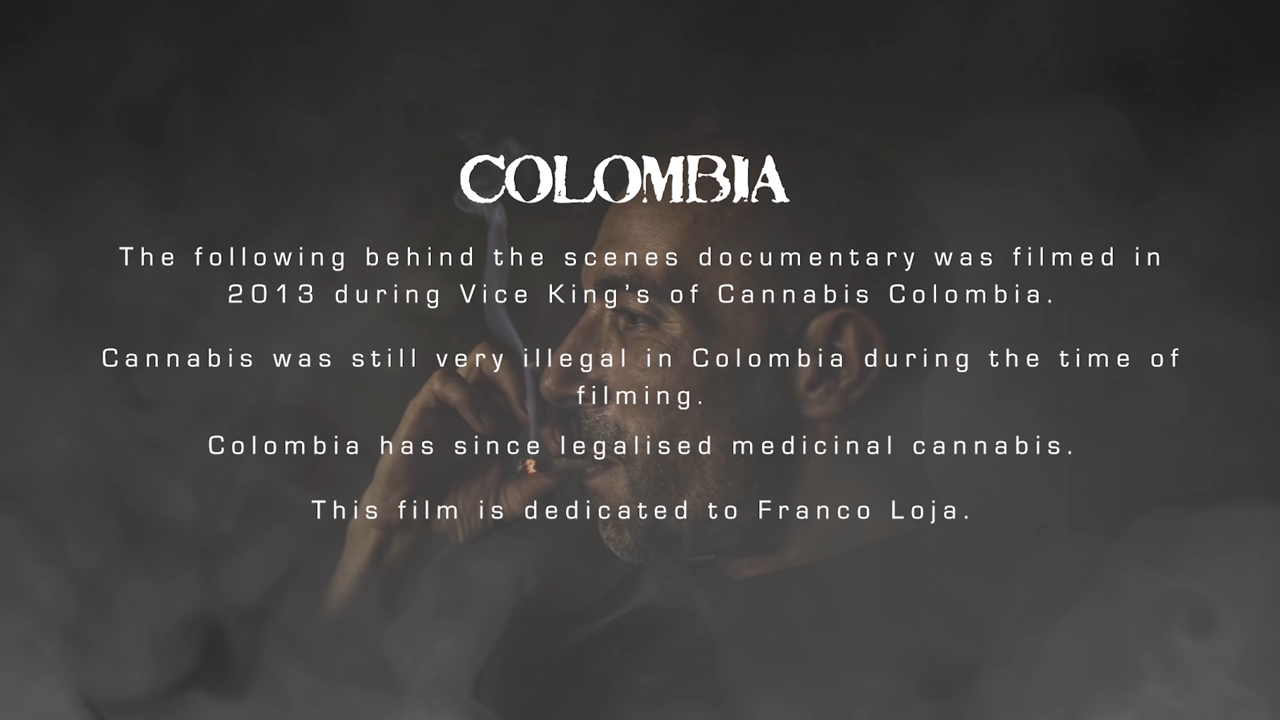 COLOMBIA
The following behind the scenes documentary was filmed in
2013 during Vice King's of Cannabis Colombia.
Cannabis was still very illegal in Colombia during the time of
filming.
Colombia has since legalised medicinal cannabis.
This film is dedicated to Franco Loja.